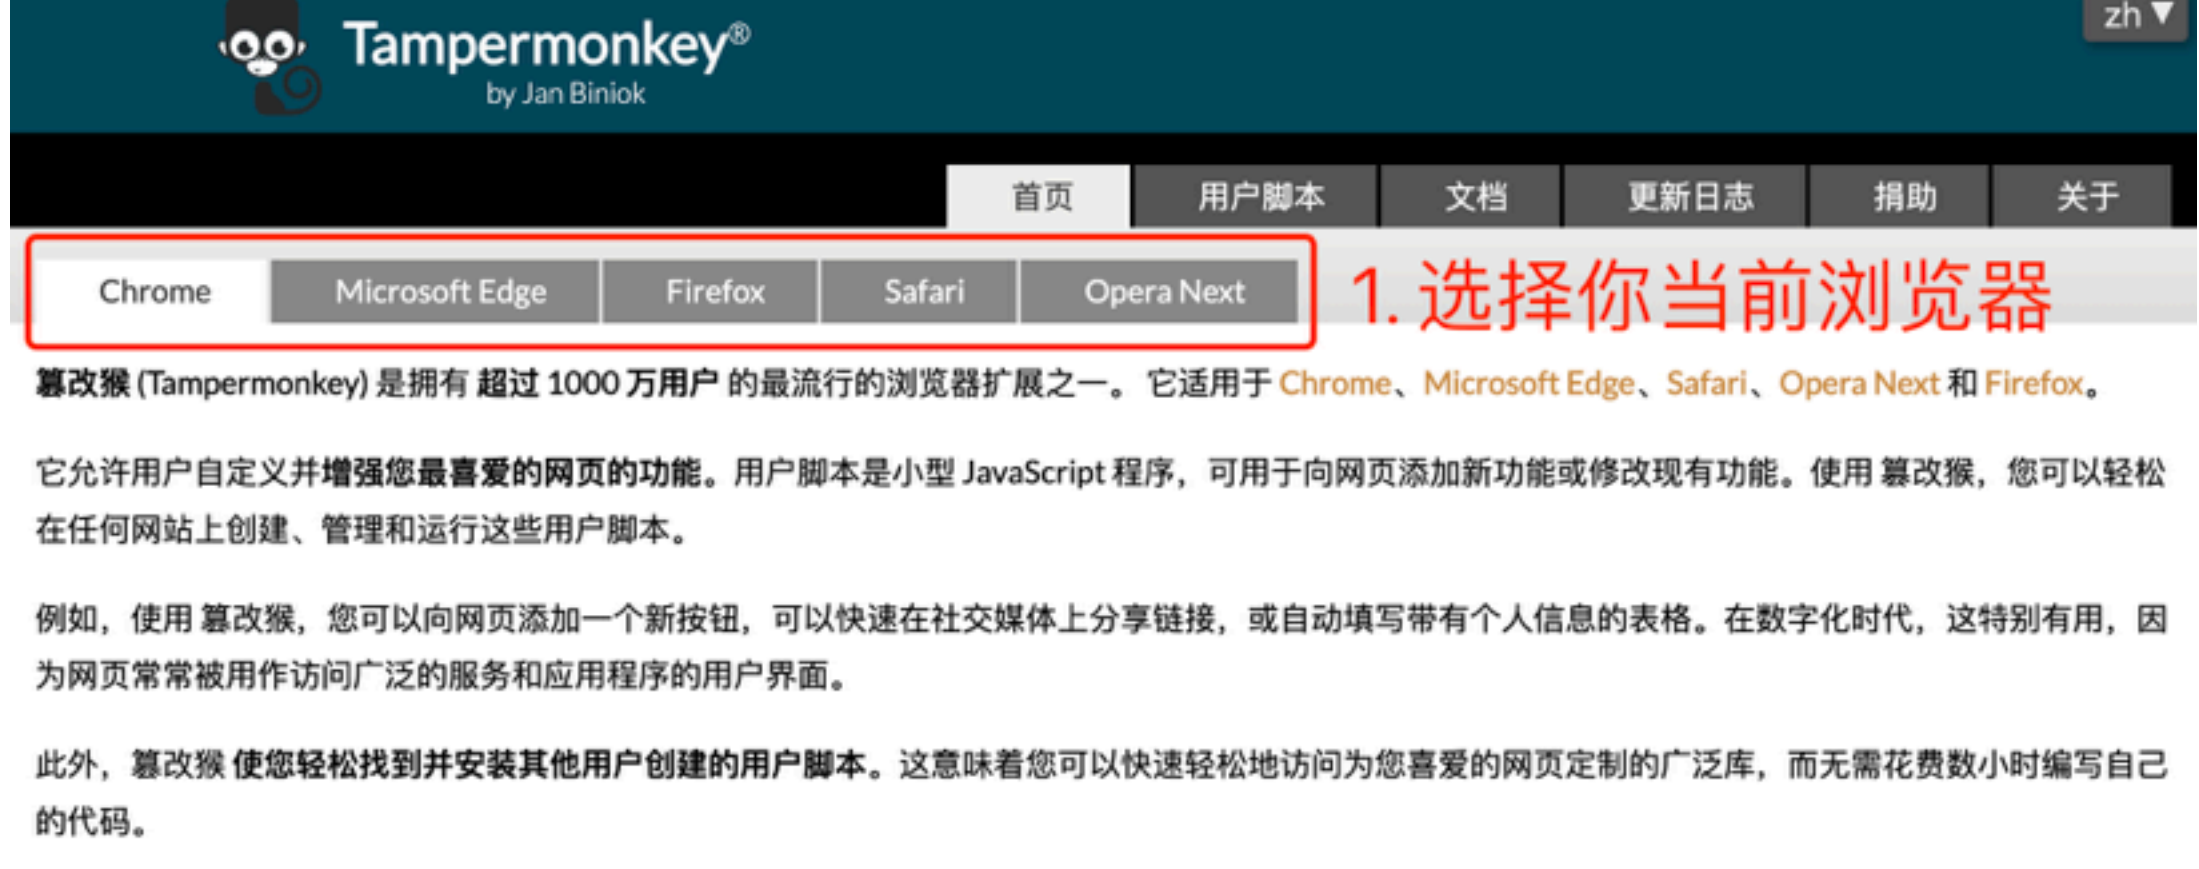 zh ▼
Tampermonkey®
by Jan Biniok
首页 用户脚本 文档 更新日志 捐助 关于
Chrome Microsoft Edge Firefox Safari Opera Next 1. 选择你当前浏览器
篡改猴 (Tampermonkey) 是拥有 超过 1000 万用户 的最流行的浏览器扩展之一。 它适用于 Chrome、Microsoft Edge、Safari、Opera Next 和 Firefox。
它允许用户自定义并增强您最喜爱的网页的功能。用户脚本是小型 JavaScript 程序，可用于向网页添加新功能或修改现有功能。使用 篡改猴，您可以轻松
在任何网站上创建、管理和运行这些用户脚本。
例如，使用 篡改猴，您可以向网页添加一个新按钮，可以快速在社交媒体上分享链接，或自动填写带有个人信息的表格。在数字化时代，这特别有用，因
为网页常常被用作访问广泛的服务和应用程序的用户界面。
此外，篡改猴 使您轻松找到并安装其他用户创建的用户脚本。这意味着您可以快速轻松地访问为您喜爱的网页定制的广泛库，而无需花费数小时编写自己
的代码。